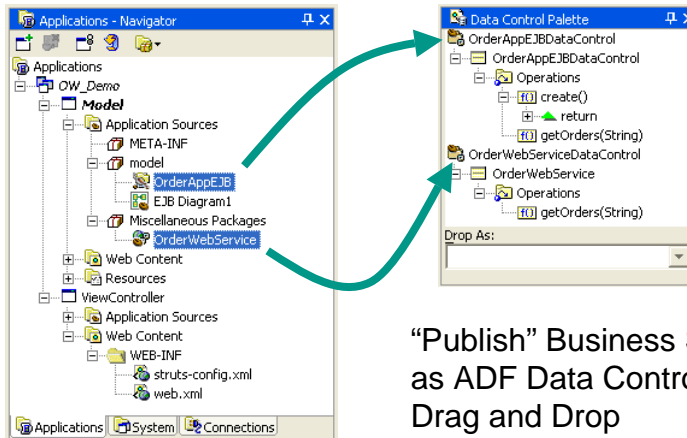 Applications - Navigator
Applications
OW_Demo
Model
Application Sources
META-INF
model
OrderAppEJB
EJB Diagram1
Miscellaneous Packages
OrderWebService
Web Content
Resources
ViewController
Application Sources
Web Content
WEB-INF
struts-config.xml
web.xml
Applications System Connections
Data Control Palette
OrderAppEJBDataControl
OrderAppEJBDataControl
Operations
f() create()
return
f() getOrders(String)
OrderWebServiceDataControl
OrderWebService
Operations
f() getOrders(String)
Drop As:
“Publish” Business
as ADF Data
Drag and Drop